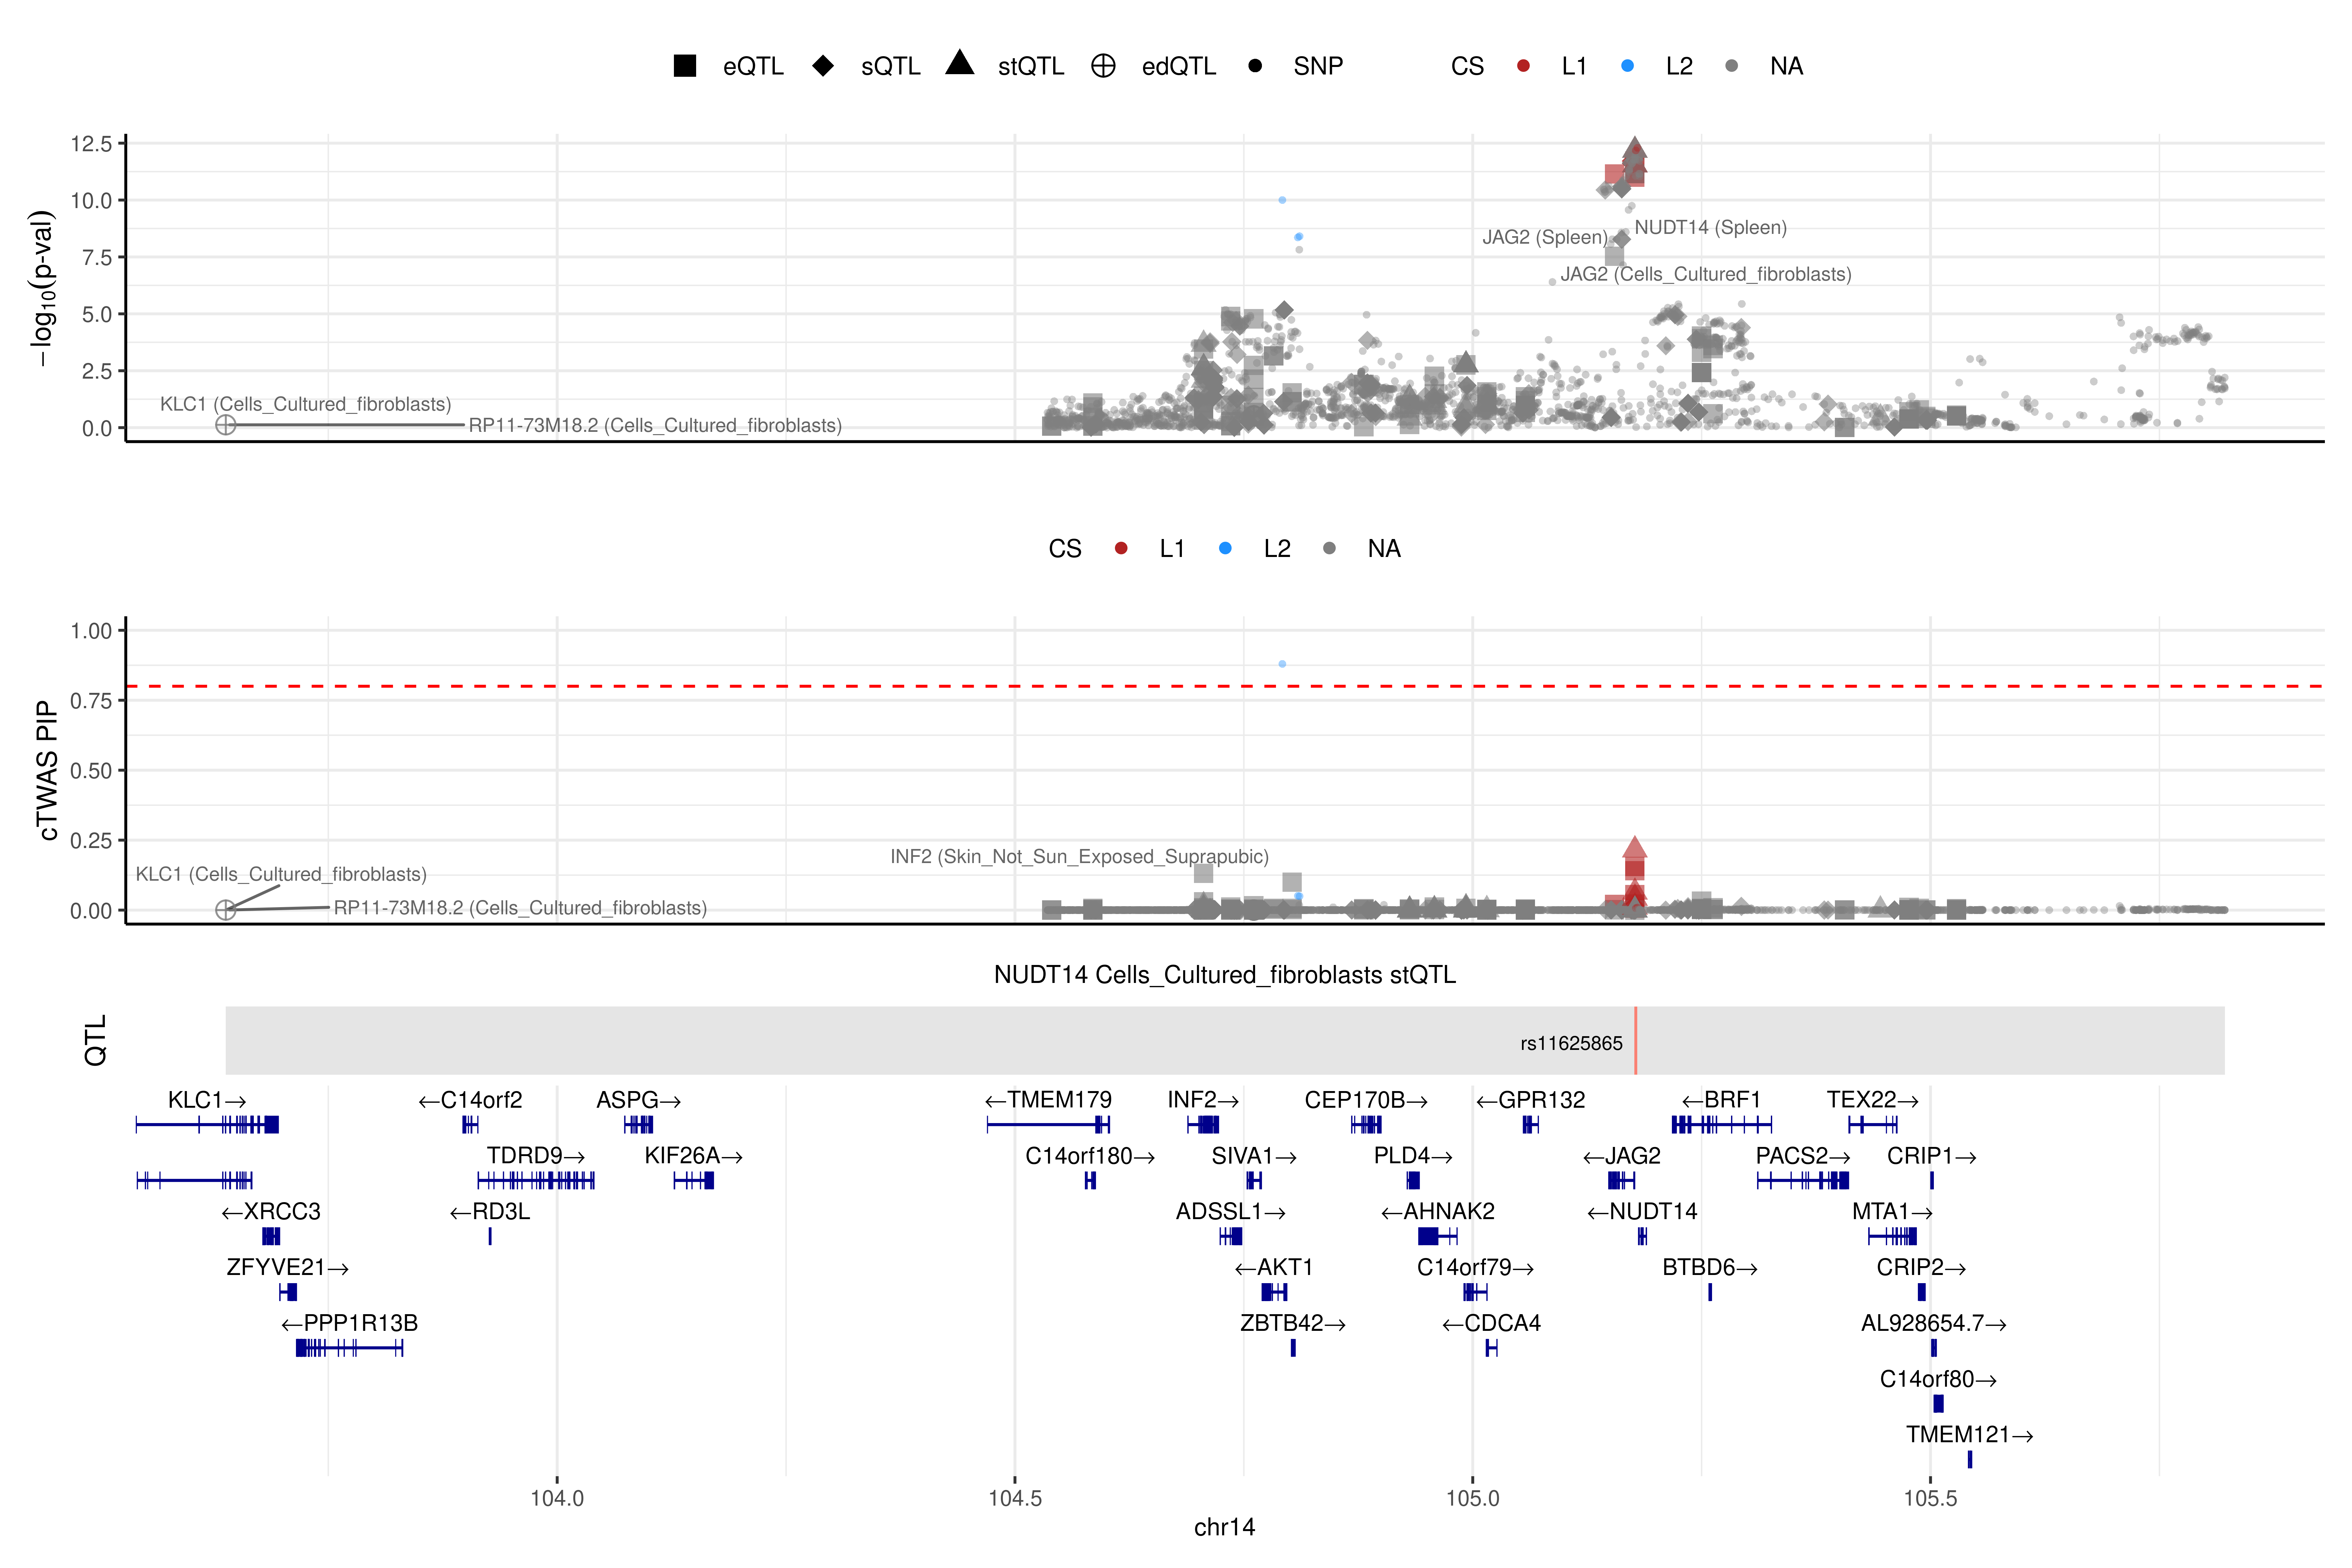 eQTL sQTL stQTL edQTL SNP CS L1 L2 NA
12.5
10.0
7.5
5.0
2.5
0.0
−log10(p-val)
NUDT14 (Spleen)
JAG2 (Spleen)
JAG2 (Cells_Cultured_fibroblasts)
KLC1 (Cells_Cultured_fibroblasts)
RP11-73M18.2 (Cells_Cultured_fibroblasts)
CS L1 L2 NA
1.00
0.75
0.50
0.25
0.00
cTWAS PIP
INF2 (Skin_Not_Sun_Exposed_Suprapubic)
KLC1 (Cells_Cultured_fibroblasts)
RP11-73M18.2 (Cells_Cultured_fibroblasts)
NUDT14 Cells_Cultured_fibroblasts stQTL
QTL
rs11625865
KLC1→ ←C14orf2 ASPG→ ←TMEM179 INF2→ CEP170B→ ←GPR132 ←BRF1 TEX22→
TDRD9→ KIF26A→ C14orf180→ SIVA1→ PLD4→ ←JAG2 PACS2→ CRIP1→
←XRCC3 ←RD3L ADSSL1→ ←AHNAK2 ←NUDT14 MTA1→
ZFYVE21→ ←AKT1 C14orf79→ BTBD6→ CRIP2→
←PPP1R13B ZBTB42→ ←CDCA4 AL928654.7→
C14orf80→
TMEM121→
104.0 104.5 105.0 105.5
chr14